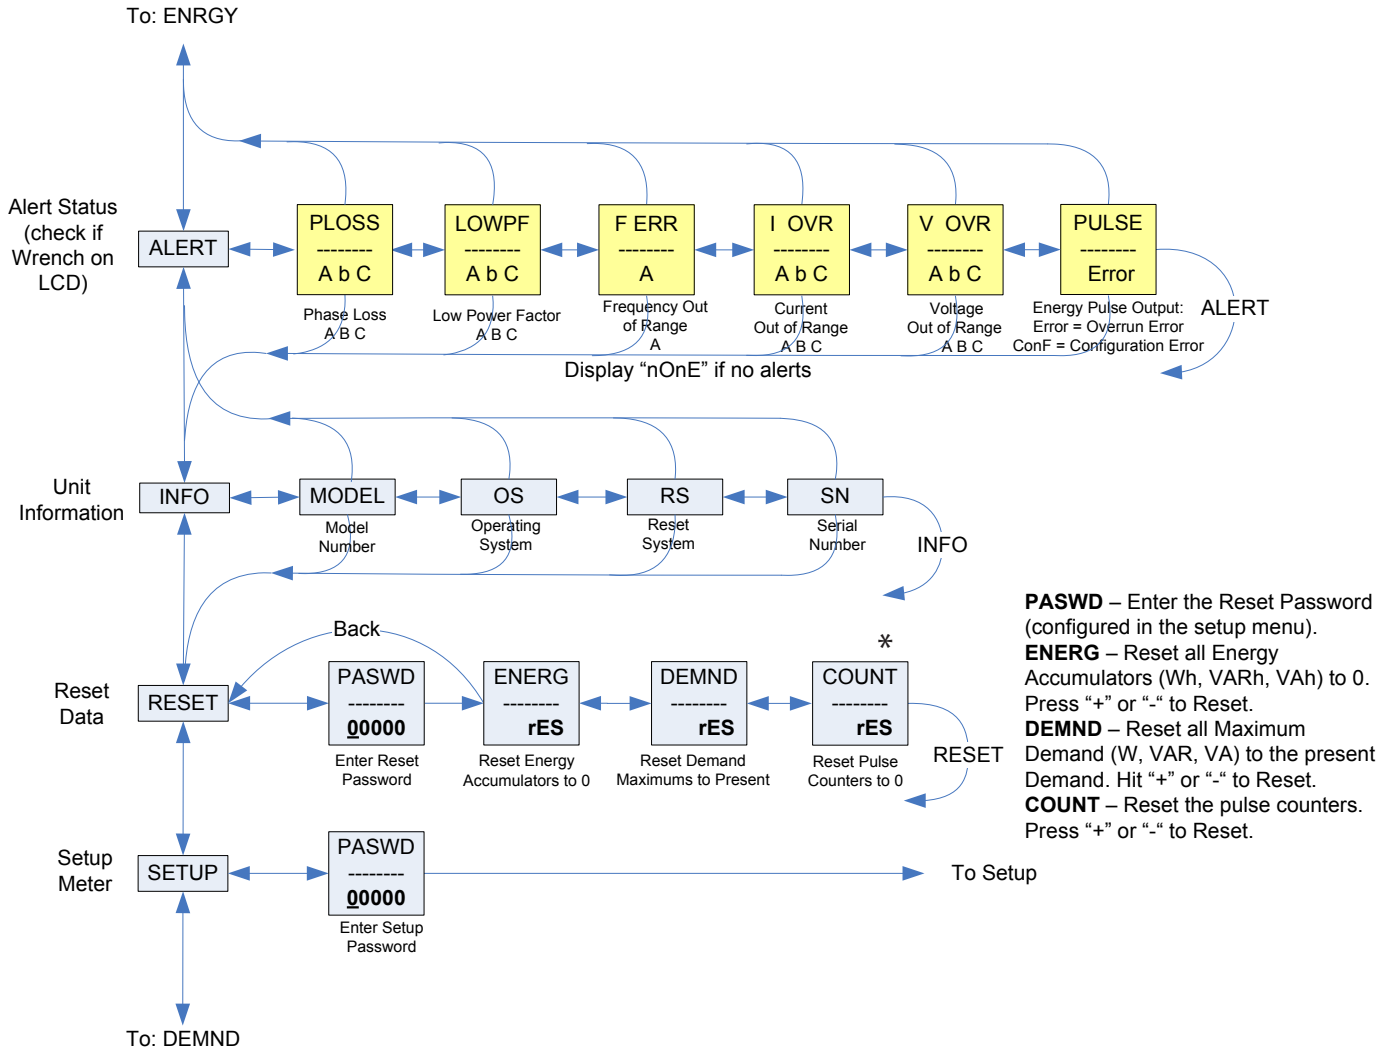 To: ENRGY
Alert Status
(check if
Wrench on
LCD)
ALERT
PLOSS
--------
A b C
Phase Loss
A B C
LOWPF
--------
A b C
Low Power Factor
A B C
F ERR
--------
A
Frequency Out
of Range
A
I OVR
--------
A b C
Current
Out of Range
A B C
V OVR
--------
A b C
Voltage
Out of Range
A B C
PULSE
--------
Error
Energy Pulse Output:
Error = Overrun Error
ConF = Configuration Error
ALERT
Display “nOnE” if no alerts
Unit
Information
INFO
MODEL
Model
Number
OS
Operating
System
RS
Reset
System
SN
Serial
Number
INFO
Reset
Data
RESET
Back
PASWD
--------
00000
Enter Reset
Password
ENERG
--------
rES
Reset Energy
Accumulators to 0
DEMND
--------
rES
Reset Demand
Maximums to Present
*
COUNT
--------
rES
Reset Pulse
Counters to 0
RESET
PASWD – Enter the Reset Password
(configured in the setup menu).
ENERG – Reset all Energy
Accumulators (Wh, VARh, VAh) to 0.
Press “+” or “-“ to Reset.
DEMND – Reset all Maximum
Demand (W, VAR, VA) to the present
Demand. Hit “+” or “-“ to Reset.
COUNT – Reset the pulse counters.
Press “+” or “-“ to Reset.
Setup
Meter
SETUP
PASWD
--------
00000
Enter Setup
Password
To Setup
To: DEMND